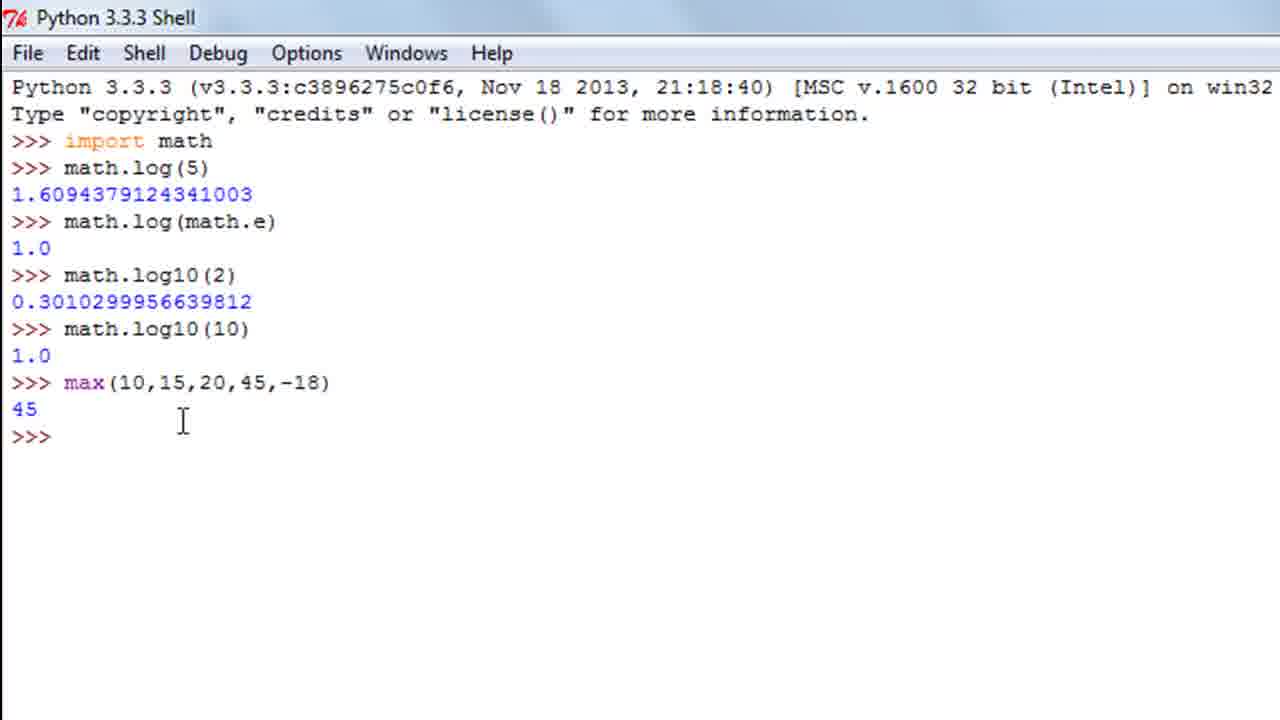 Python 3.3.3 Shell
File Edit Shell Debug Options Windows Help
Python 3.3.3 (v3.3.3:c3896275c0f6, Nov 18 2013, 21:18:40) [MSC v.1600 32 bit (Intel)] on win32
Type "copyright", "credits" or "license()" for more information.
>>> import math
>>> math.log(5)
1.6094379124341003
>>> math.log(math.e)
1.0
>>> math.log10(2)
0.3010299956639812
>>> math.log10(10)
1.0
>>> max(10,15,20,45,-18)
45
>>>